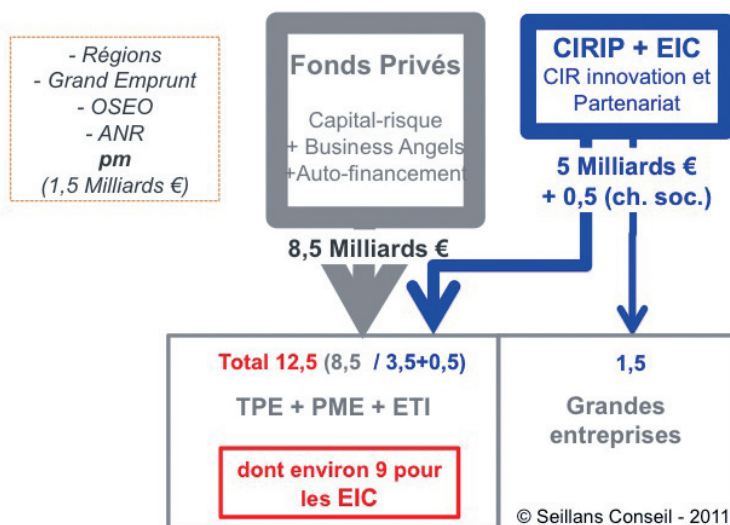 - Régions
- Grand Emprunt
- OSEO
- ANR
pm
(1,5 Milliards €)
Fonds Privés
Capital-risque
+ Business Angels
+Auto-financement
8,5 Milliards €
CIRIP + EIC
CIR innovation et
Partenariat
5 Milliards €
+ 0,5 (ch. soc.)
Total 12,5 (8,5 / 3,5+0,5)
TPE + PME + ETI
dont environ 9 pour
les EIC
1,5
Grandes
entreprises
© Seillans Conseil - 2011